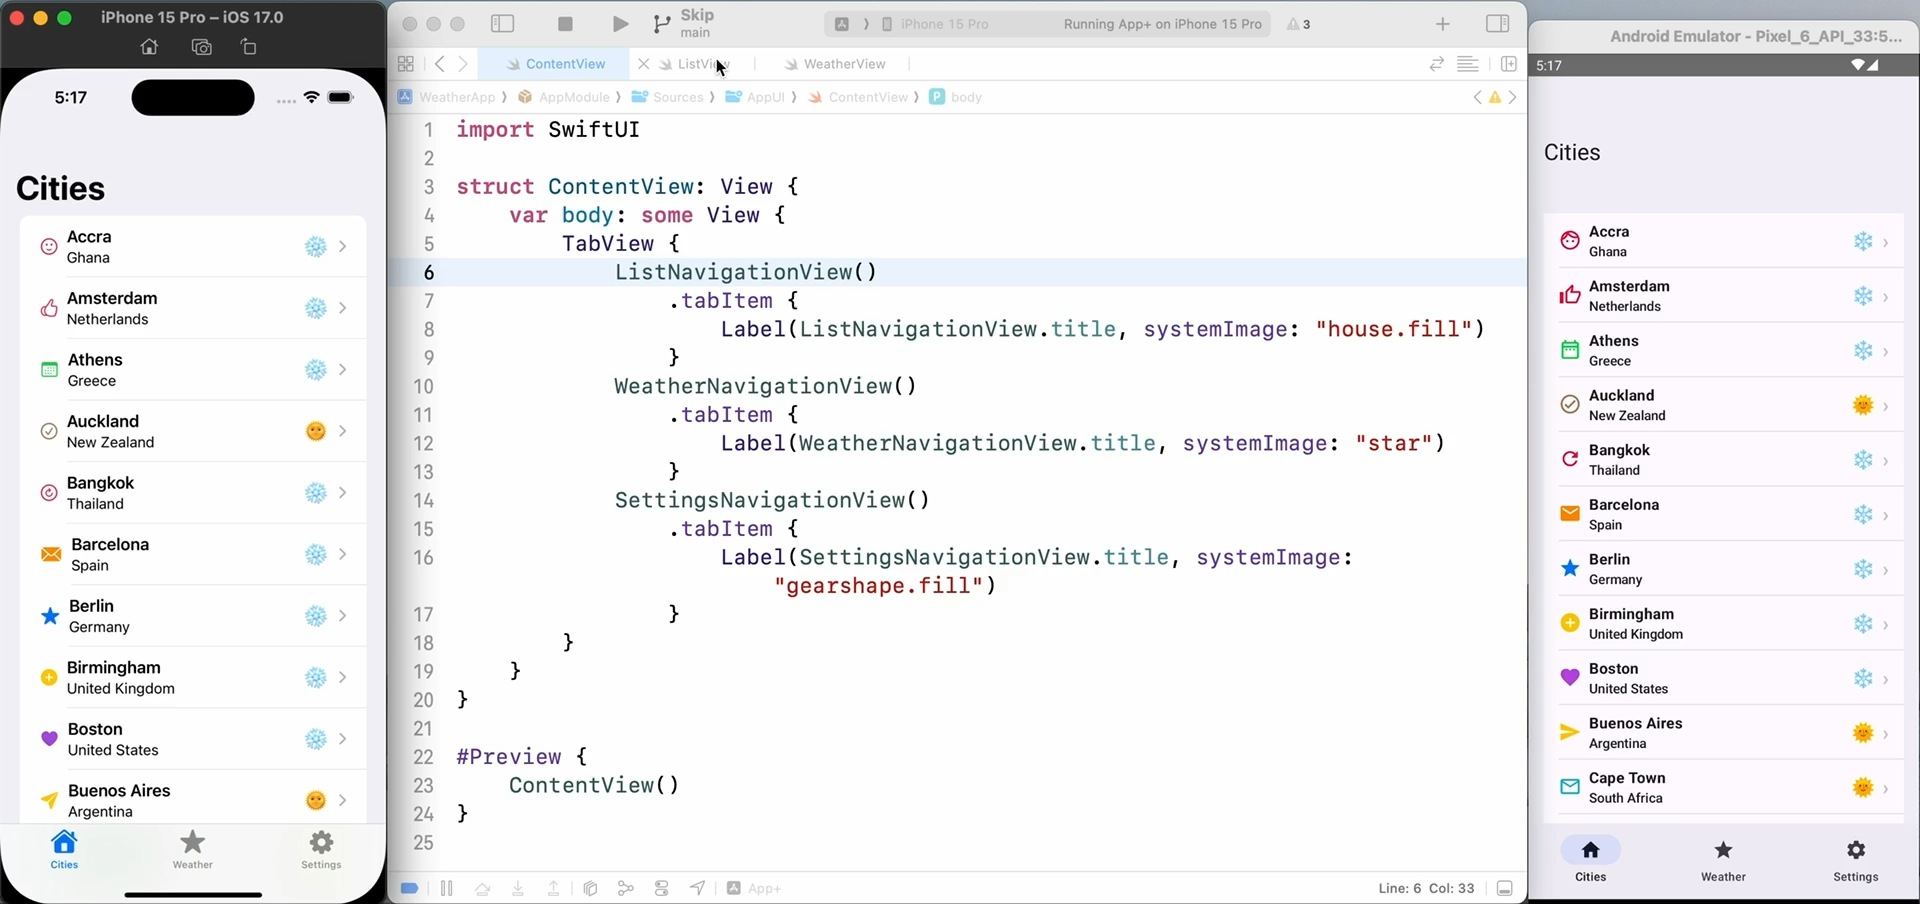 iPhone 15 Pro – iOS 17.0
5:17
Cities
Accra
Ghana
Amsterdam
Netherlands
Athens
Greece
Auckland
New Zealand
Bangkok
Thailand
Barcelona
Spain
Berlin
Germany
Birmingham
United Kingdom
Boston
United States
Buenos Aires
Argentina
Cities
Weather
Settings
Skip
main
iPhone 15 Pro
Running App+ on iPhone 15 Pro
3
ContentView
ListView
WeatherView
WeatherApp
AppModule
Sources
AppUI
ContentView
P body
1 import SwiftUI
2
3 struct ContentView: View {
4 var body: some View {
5 TabView {
6 ListNavigationView()
7 .tabItem {
8 Label(ListNavigationView.title, systemImage: "house.fill")
9 }
10 WeatherNavigationView()
11 .tabItem {
12 Label(WeatherNavigationView.title, systemImage: "star")
13 }
14 SettingsNavigationView()
15 .tabItem {
16 Label(SettingsNavigationView.title, systemImage:
"gearshape.fill")
17 }
18 }
19 }
20 }
21
22 #Preview {
23 ContentView()
24 }
25
App+
Line: 6 Col: 33
Android Emulator - Pixel_6_API_33:5...
5:17
Cities
Accra
Ghana
Amsterdam
Netherlands
Athens
Greece
Auckland
New Zealand
Bangkok
Thailand
Barcelona
Spain
Berlin
Germany
Birmingham
United Kingdom
Boston
United States
Buenos Aires
Argentina
Cape Town
South Africa
Cities
Weather
Settings